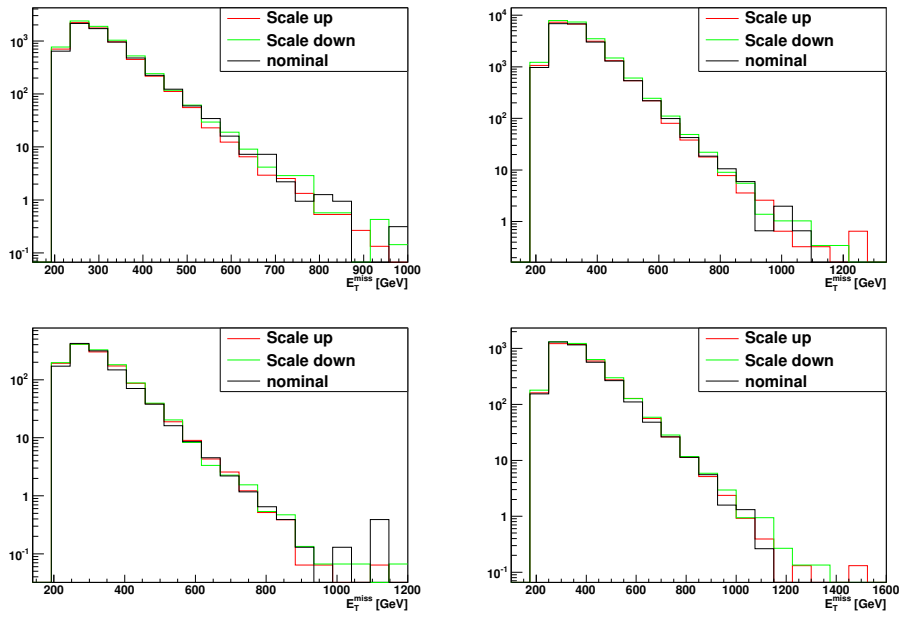 10³
10²
10
1
10⁻¹
Scale up
Scale down
nominal
200 300 400 500 600 700 800 900 1000
E_T^miss [GeV]
10⁴
10³
10²
10
1
Scale up
Scale down
nominal
200 400 600 800 1000 1200
E_T^miss [GeV]
10²
10
1
10⁻¹
Scale up
Scale down
nominal
200 400 600 800 1000 1200
E_T^miss [GeV]
10³
10²
10
1
10⁻¹
Scale up
Scale down
nominal
200 400 600 800 1000 1200 1400 1600
E_T^miss [GeV]